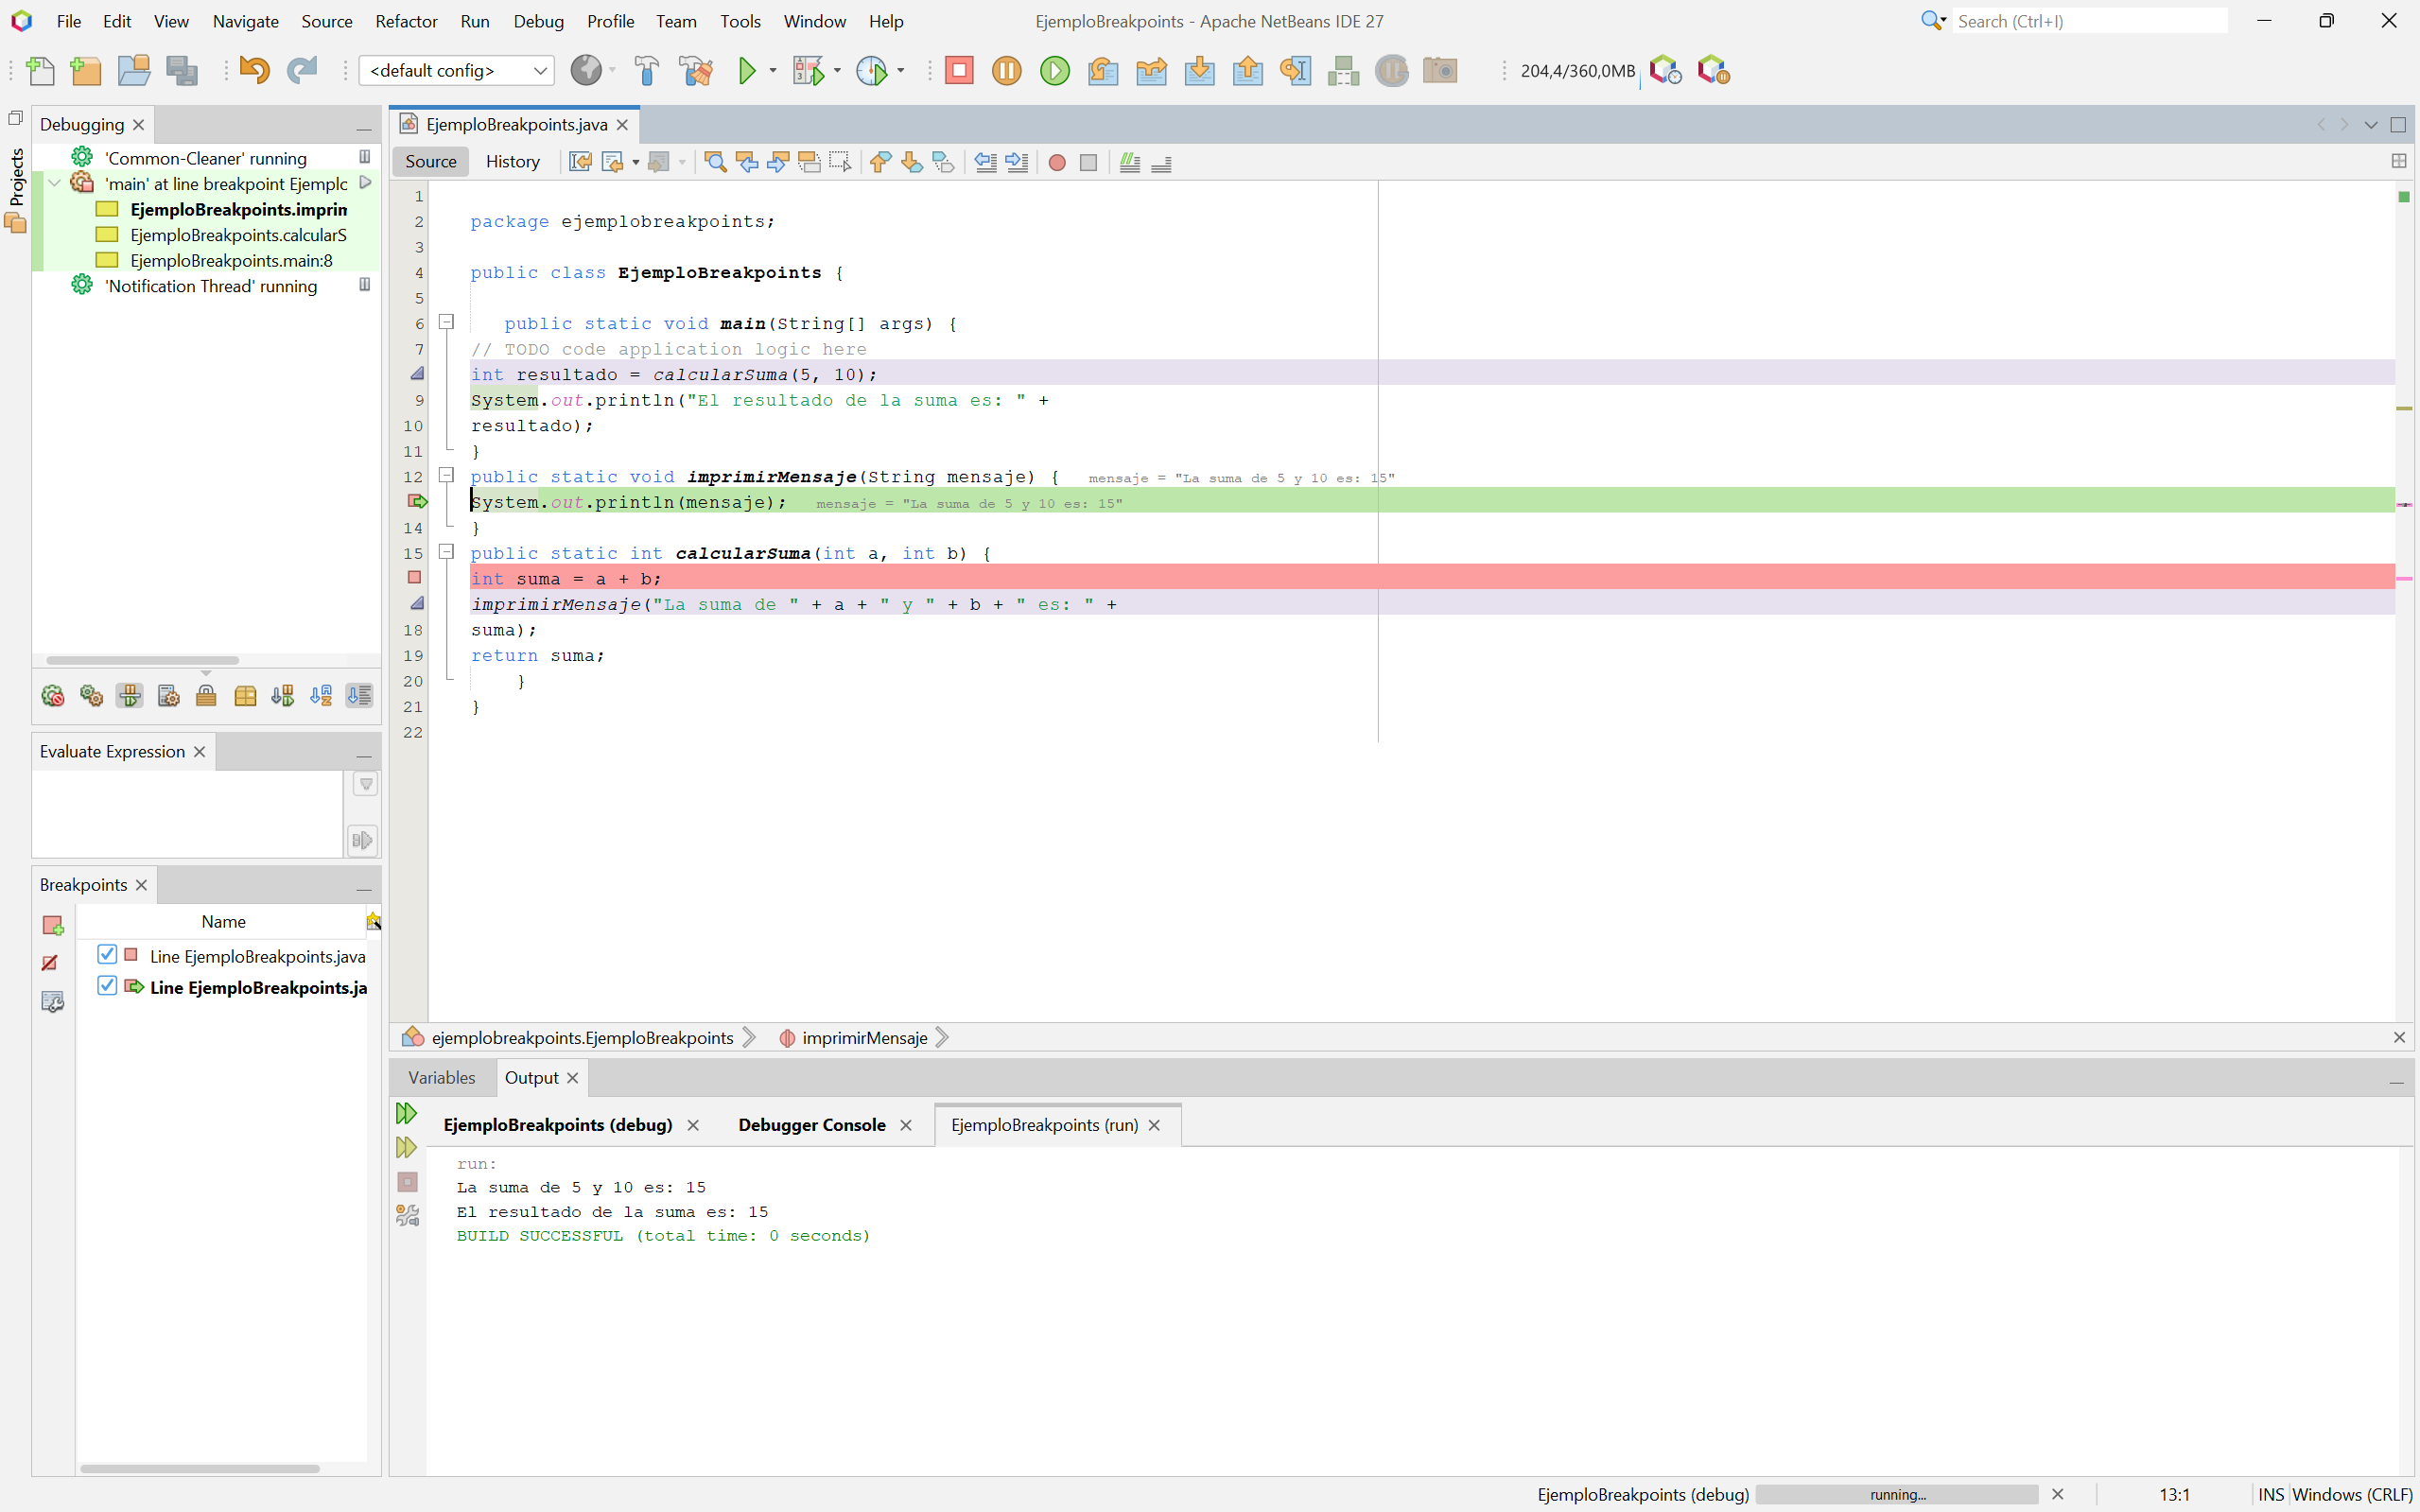 File Edit View Navigate Source Refactor Run Debug Profile Team Tools Window Help
EjemploBreakpoints - Apache NetBeans IDE 27
Search (Ctrl+I)
<default config>
204,4/360,0MB
Projects
Debugging
'Common-Cleaner' running
'main' at line breakpoint Ejemplo
EjemploBreakpoints.imprim
EjemploBreakpoints.calcularS
EjemploBreakpoints.main:8
'Notification Thread' running
Evaluate Expression
Breakpoints
Name
Line EjemploBreakpoints.java
Line EjemploBreakpoints.ja
EjemploBreakpoints.java
Source History
1
2 package ejemplobreakpoints;
3
4 public class EjemploBreakpoints {
5
6 public static void main(String[] args) {
7 // TODO code application logic here
int resultado = calcularSuma(5, 10);
9 System.out.println("El resultado de la suma es: " +
10 resultado);
11 }
12 public static void imprimirMensaje(String mensaje) { mensaje = "La suma de 5 y 10 es: 15"
System.out.println(mensaje); mensaje = "La suma de 5 y 10 es: 15"
14 }
15 public static int calcularSuma(int a, int b) {
int suma = a + b;
imprimirMensaje("La suma de " + a + " y " + b + " es: " +
18 suma);
19 return suma;
20 }
21 }
22
ejemplobreakpoints.EjemploBreakpoints imprimirMensaje
Variables Output
EjemploBreakpoints (debug) Debugger Console EjemploBreakpoints (run)
run:
La suma de 5 y 10 es: 15
El resultado de la suma es: 15
BUILD SUCCESSFUL (total time: 0 seconds)
EjemploBreakpoints (debug) running... 13:1 INS Windows (CRLF)